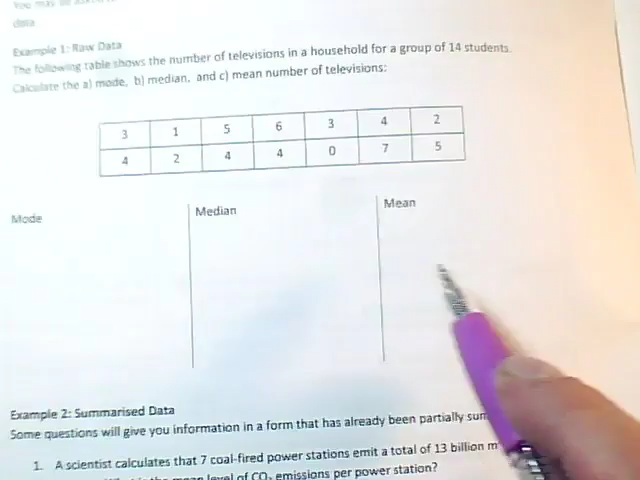 You may be
data
Example 1: Raw Data
The following table shows the number of televisions in a household for a group of 14 students.
Calculate the a) mode, b) median, and c) mean number of televisions:
3 1 5 6 3 4 2
4 2 4 4 0 7 5
Mode Median Mean
Example 2: Summarised Data
Some questions will give you information in a form that has already been partially
1. A scientist calculates that 7 coal-fired power stations emit a total of 13 billion m
mean level of CO₂ emissions per power station?